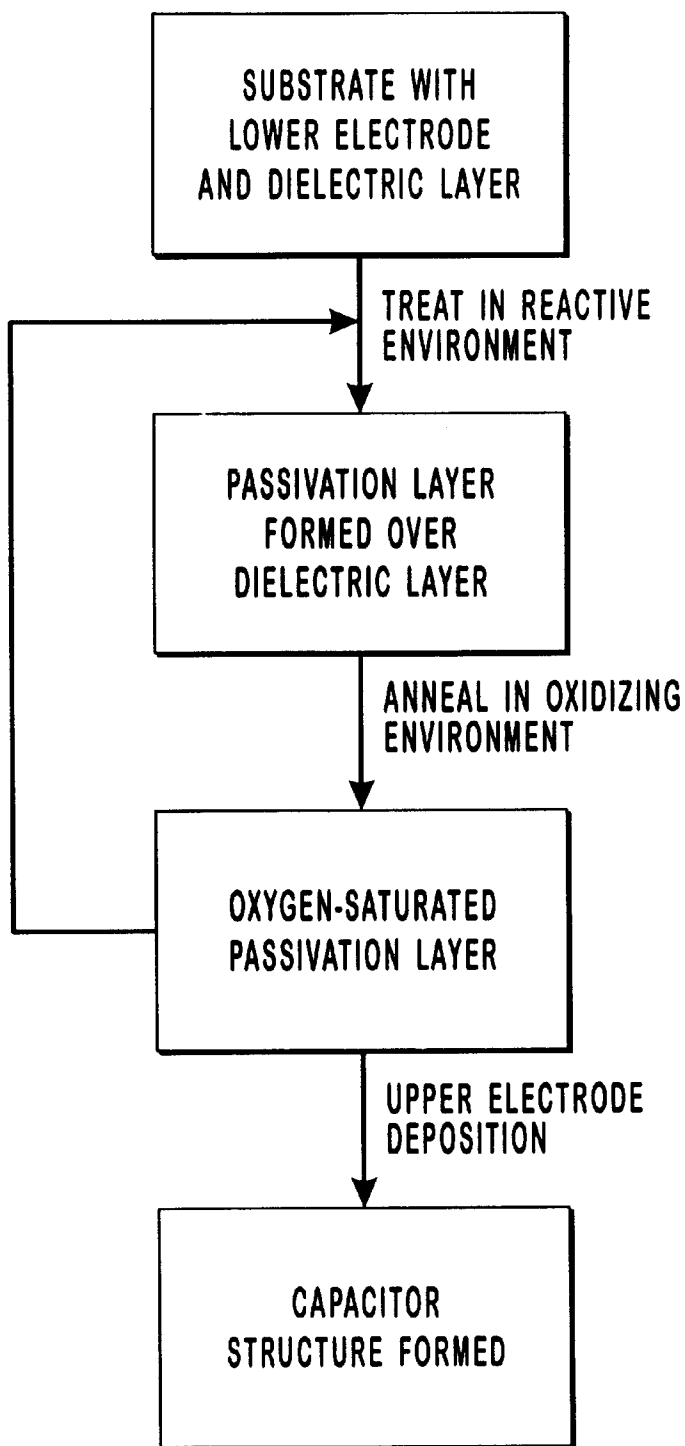 SUBSTRATE WITH
LOWER ELECTRODE
AND DIELECTRIC LAYER
TREAT IN REACTIVE
ENVIRONMENT
PASSIVATION LAYER
FORMED OVER
DIELECTRIC LAYER
ANNEAL IN OXIDIZING
ENVIRONMENT
OXYGEN-SATURATED
PASSIVATION LAYER
UPPER ELECTRODE
DEPOSITION
CAPACITOR
STRUCTURE FORMED